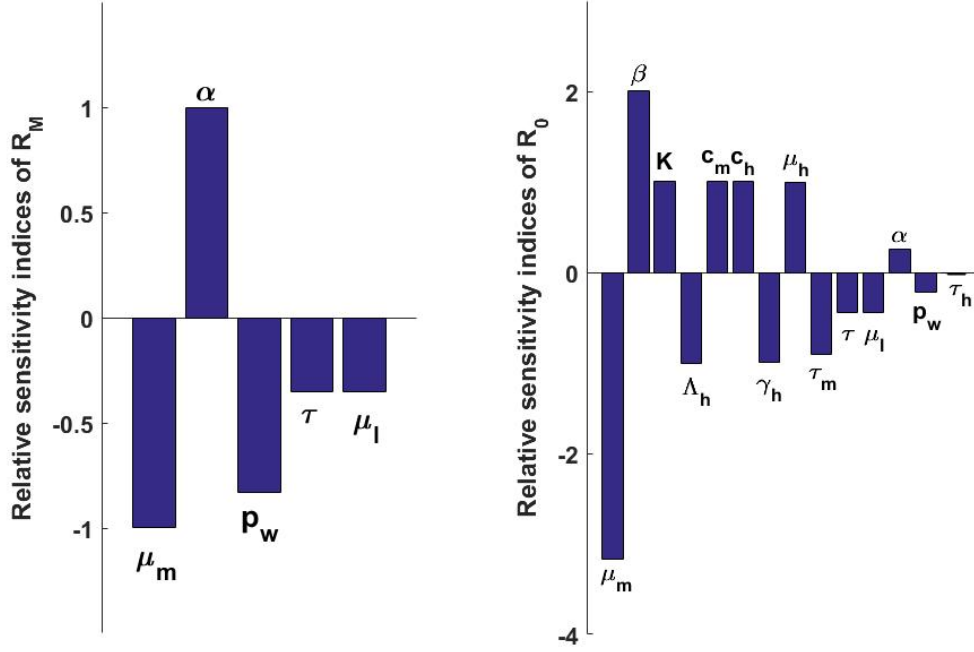 Relative sensitivity indices of R_M
1
0.5
0
-0.5
-1
α
μ_m
p_w
τ
μ_l
Relative sensitivity indices of R_0
2
0
-2
-4
β
K
c_m
c_h
μ_h
α
μ_m
Λ_h
γ_h
τ_m
τ
μ_l
p_w
τ_h